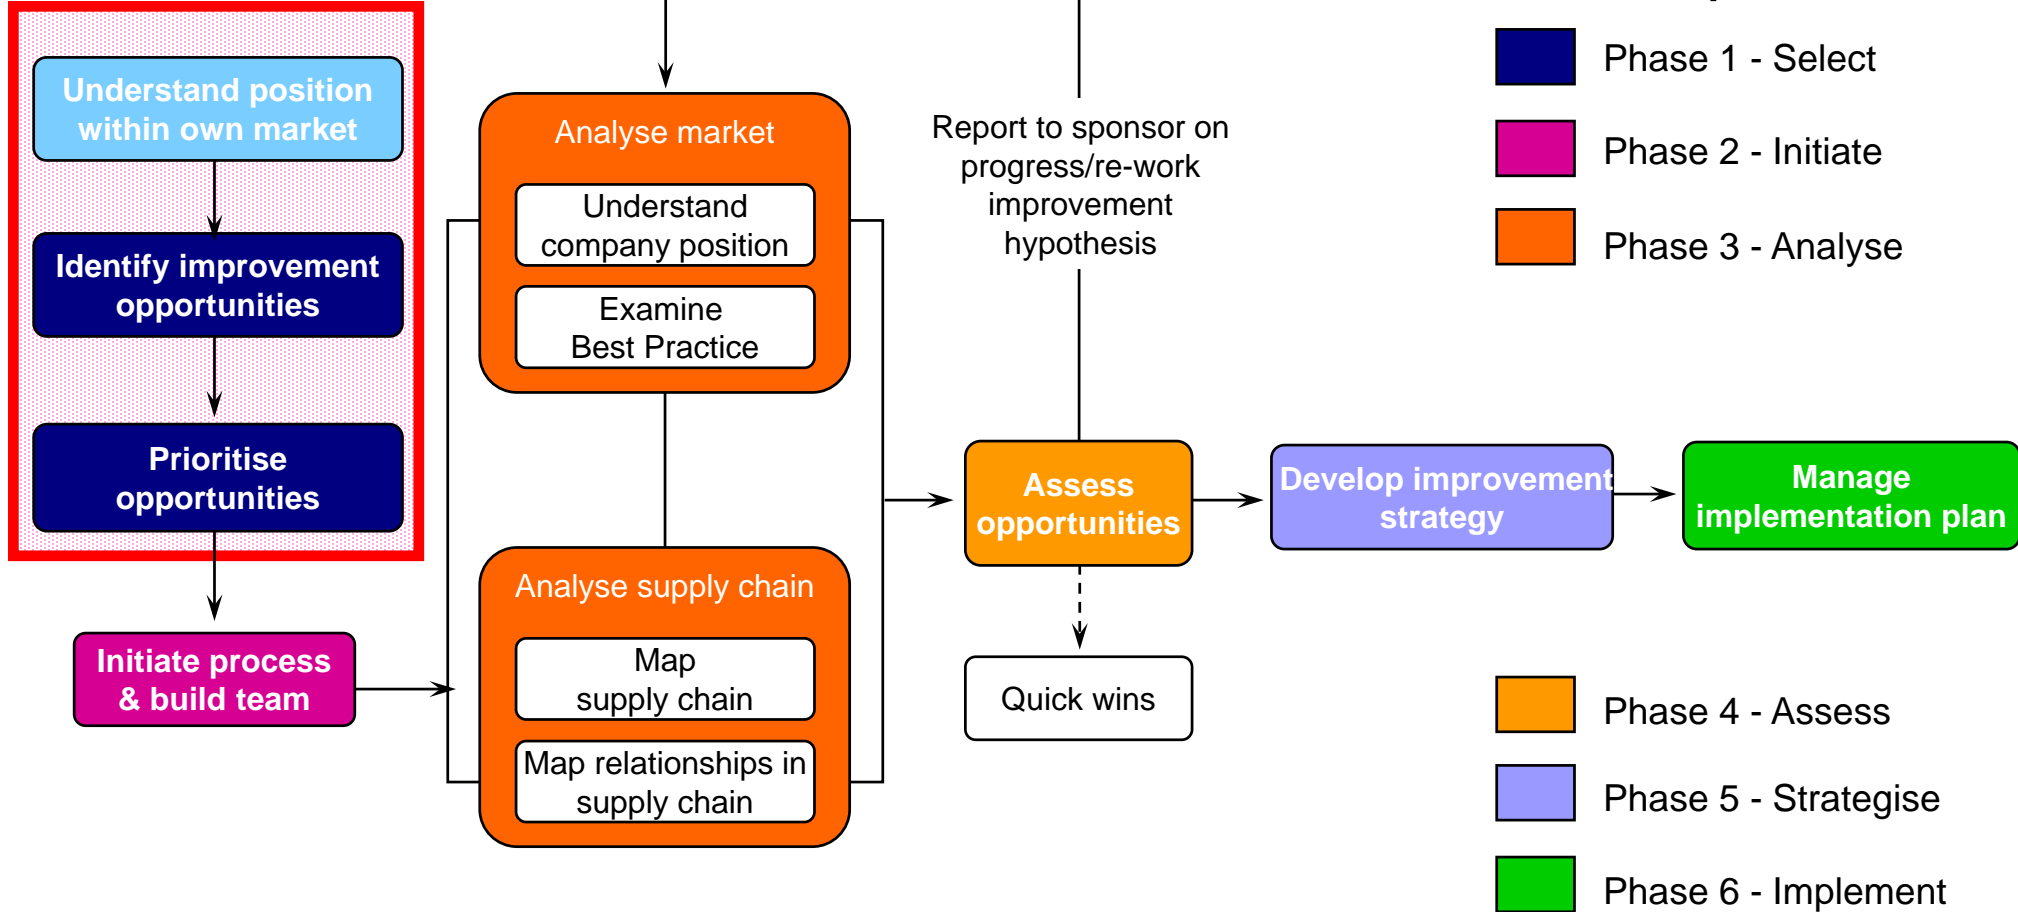 Understand position
within own market
Identify improvement
opportunities
Prioritise
opportunities
Initiate process
& build team
Analyse market
Understand
company position
Examine
Best Practice
Analyse supply chain
Map
supply chain
Map relationships in
supply chain
Report to sponsor on
progress/re-work
improvement
hypothesis
Assess
opportunities
Quick wins
Develop improvement
strategy
Manage
implementation plan
Phase 1 - Select
Phase 2 - Initiate
Phase 3 - Analyse
Phase 4 - Assess
Phase 5 - Strategise
Phase 6 - Implement